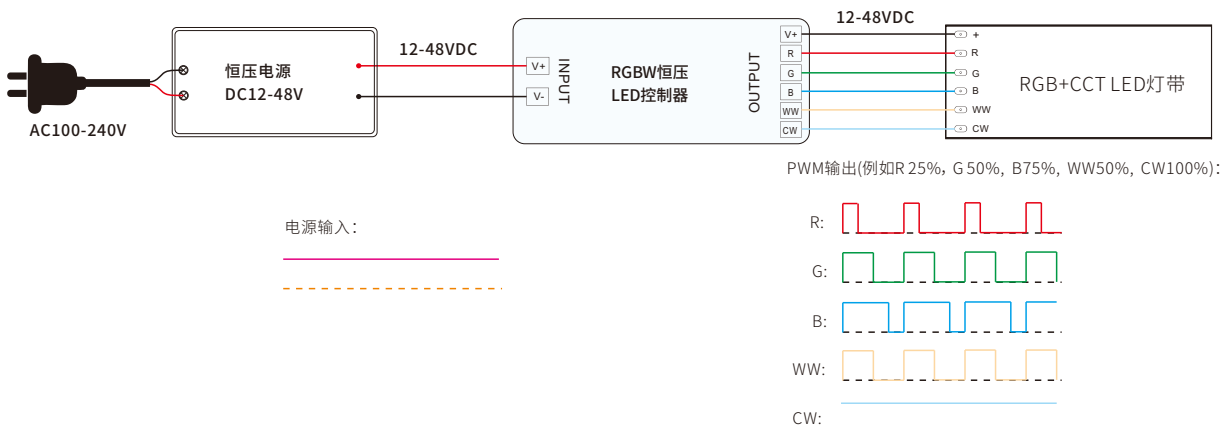 AC100-240V
恒压电源
DC12-48V
12-48VDC
V+
V-
INPUT
RGBW恒压
LED控制器
OUTPUT
V+
R
G
B
WW
CW
12-48VDC
+
R
G
B
WW
CW
RGB+CCT LED灯带
PWM输出(例如R 25%，G 50%, B75%, WW50%, CW100%)：
电源输入：
R:
G:
B:
WW:
CW: